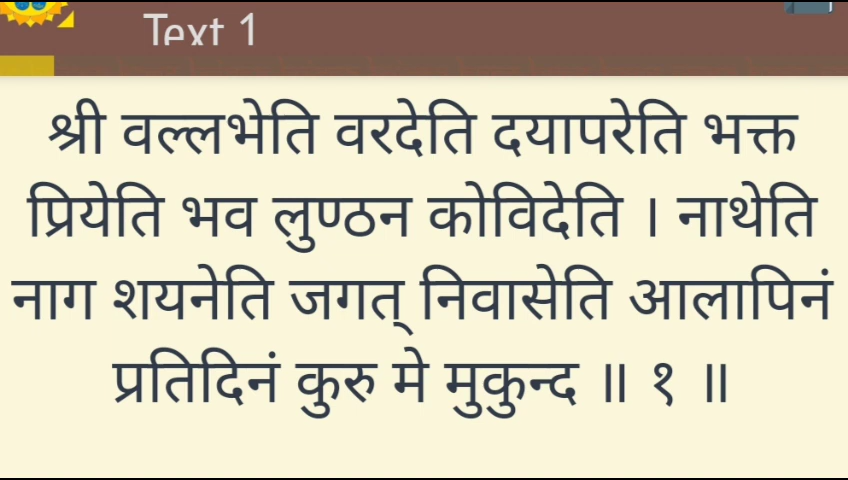 Text 1
श्री वल्लभेति वरदेति दयापरेति भक्त
प्रियेति भव लुण्ठन कोविदेति । नाथेति
नाग शयनेति जगत् निवासेति आलापिनं
प्रतिदिनं कुरु मे मुकुन्द ॥ १ ॥